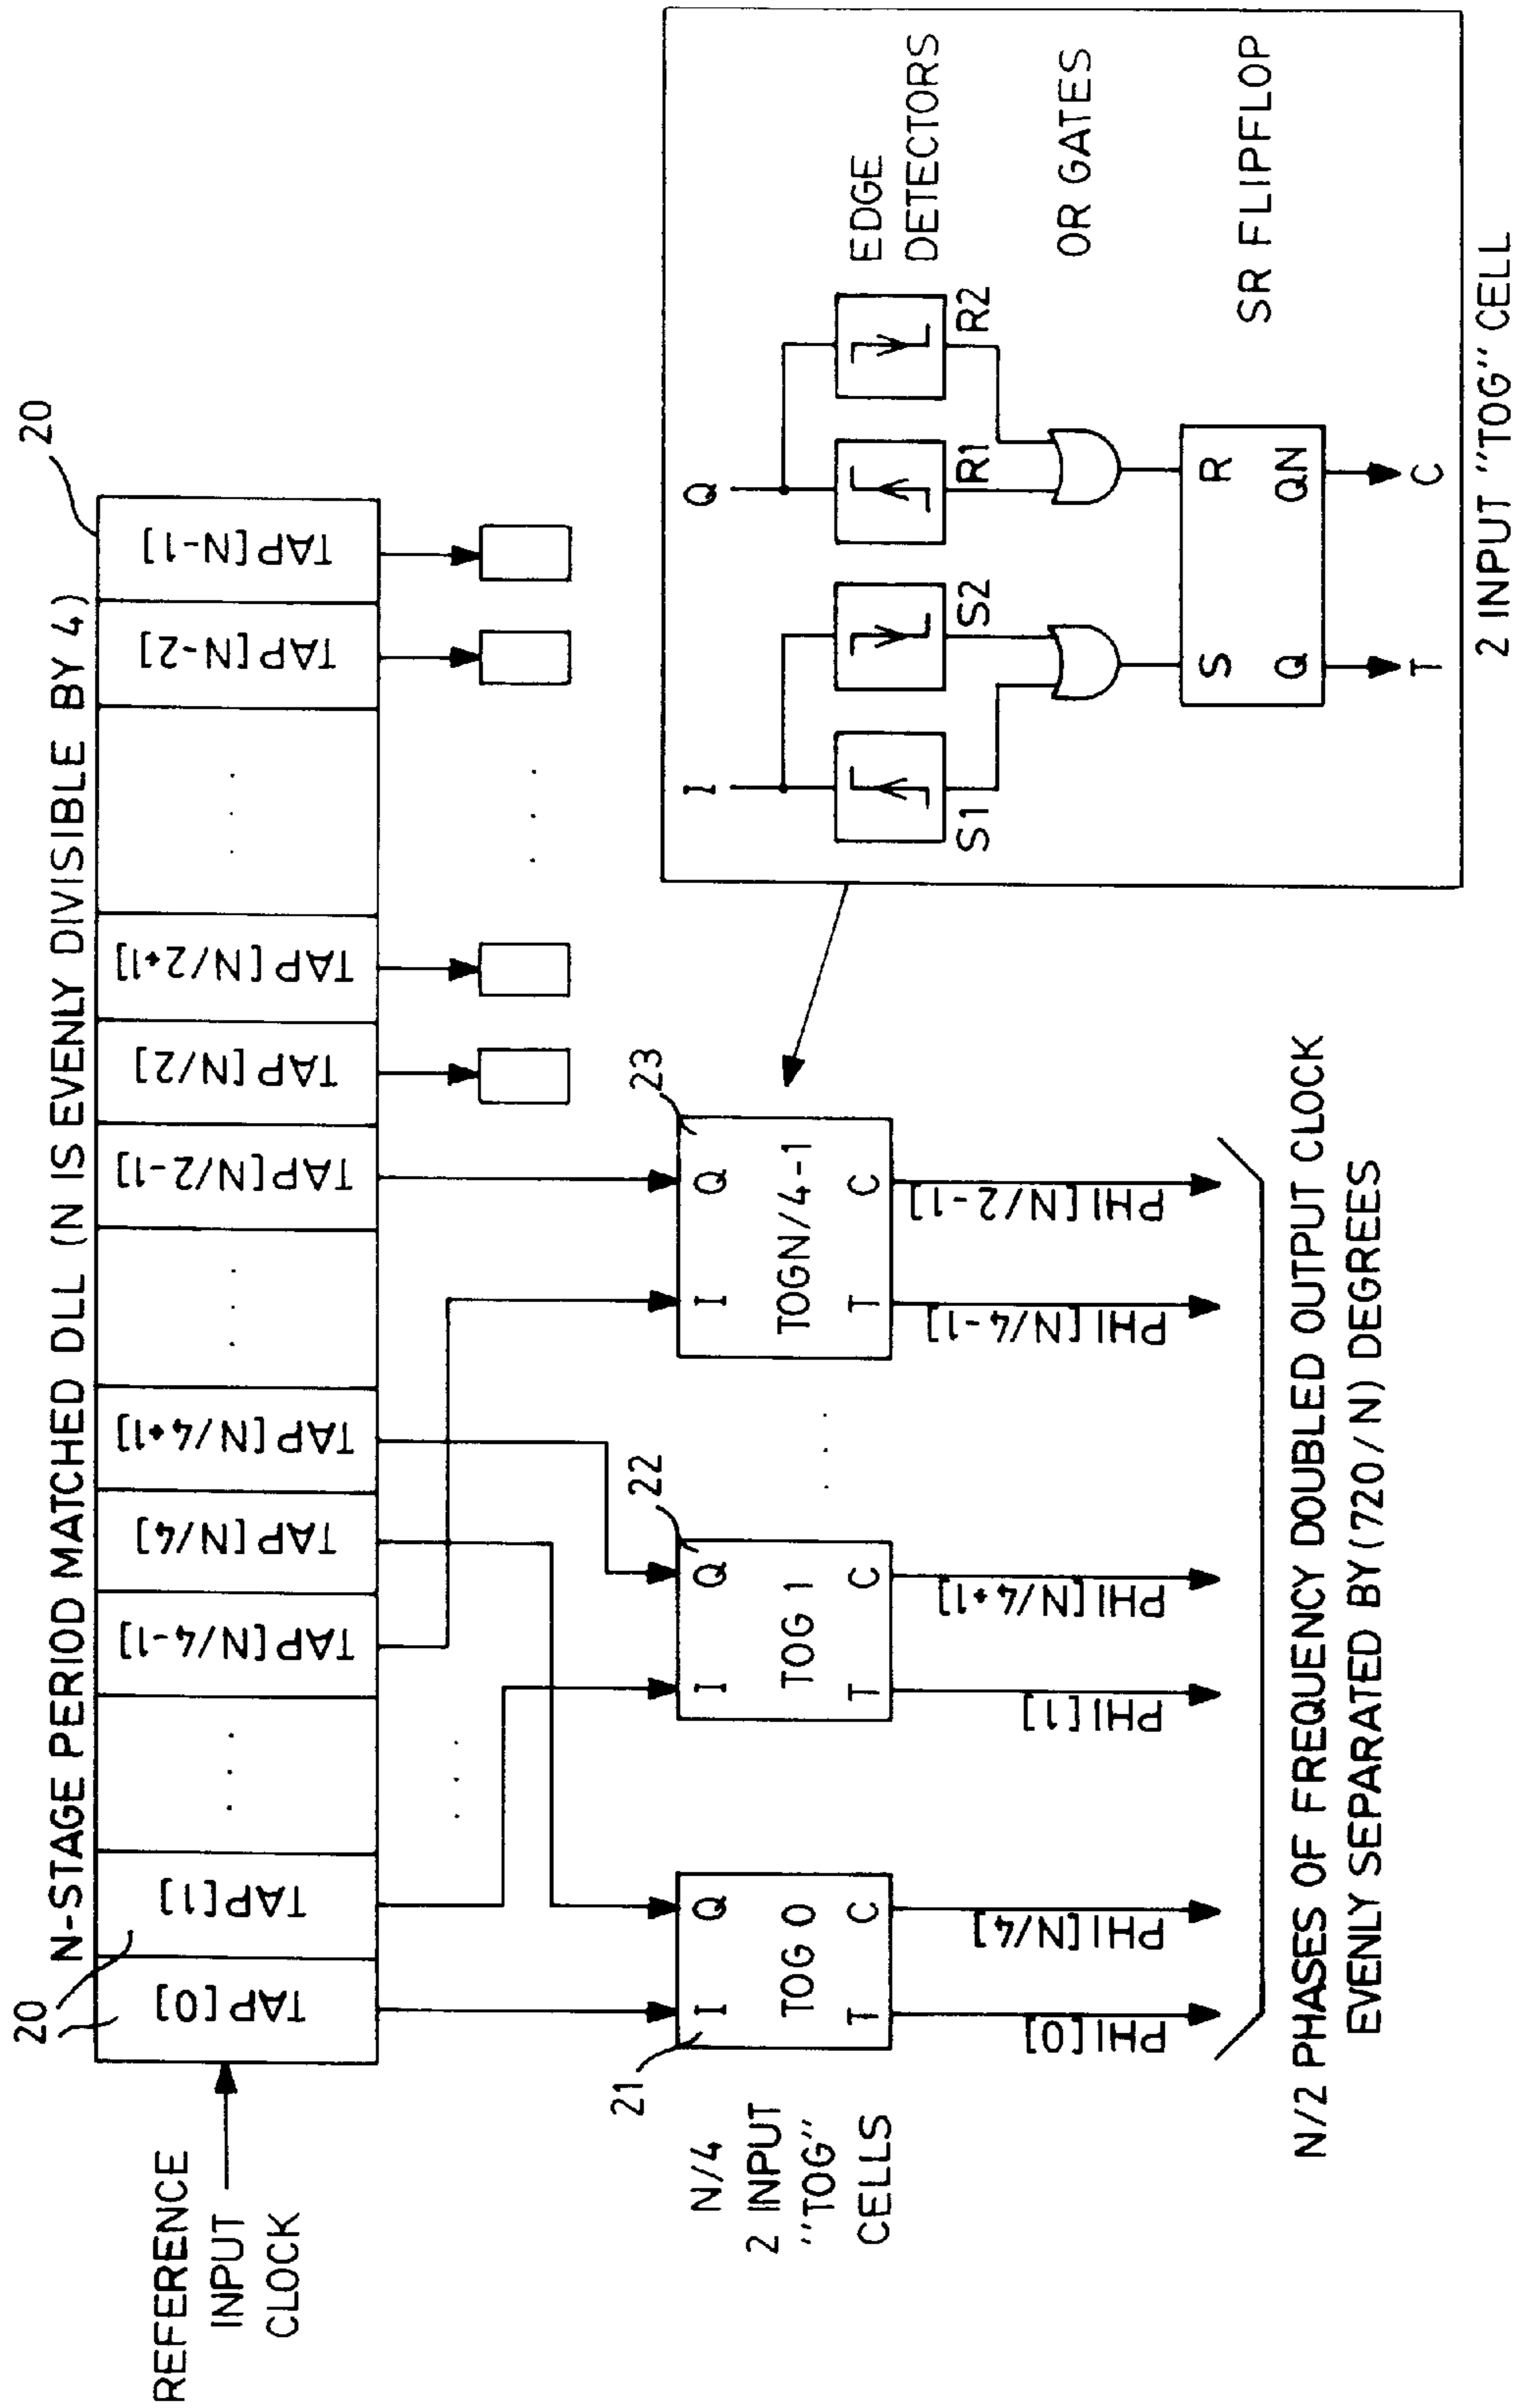 N-STAGE PERIOD MATCHED DLL (N IS EVENLY DIVISIBLE BY 4)
20
20
REFERENCE
INPUT
CLOCK
TAP[0]
TAP[1]
. . .
TAP[N/4-1]
TAP[N/4]
TAP[N/4+1]
. . .
TAP[N/2-1]
TAP[N/2]
TAP[N/2+1]
. . .
TAP[N-2]
TAP[N-1]
. . .
. . .
N/4
2 INPUT
"TOG"
CELLS
21
I Q
TOG 0
T C
22
I Q
TOG 1
T C
. . .
23
I Q
TOGN/4-1
T C
PHI[0]
PHI[N/4]
PHI[1]
PHI[N/4+1]
PHI[N/4-1]
PHI[N/2-1]
N/2 PHASES OF FREQUENCY DOUBLED OUTPUT CLOCK
EVENLY SEPARATED BY (720/N) DEGREES
I Q
EDGE
DETECTORS
S1 S2 R1 R2
OR GATES
S R
SR FLIPFLOP
Q QN
T C
2 INPUT "TOG" CELL